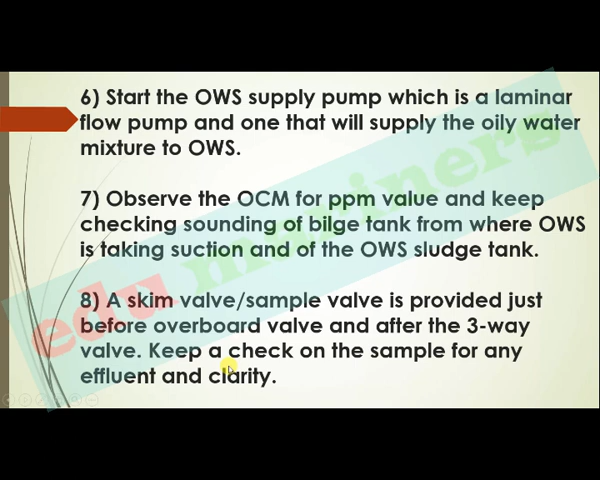 6) Start the OWS supply pump which is a laminar
flow pump and one that will supply the oily water
mixture to OWS.
7) Observe the OCM for ppm value and keep
checking sounding of bilge tank from where OWS
is taking suction and of the OWS sludge tank.
8) A skim valve/sample valve is provided just
before overboard valve and after the 3-way
valve. Keep a check on the sample for any
effluent and clarity.
edu mariners